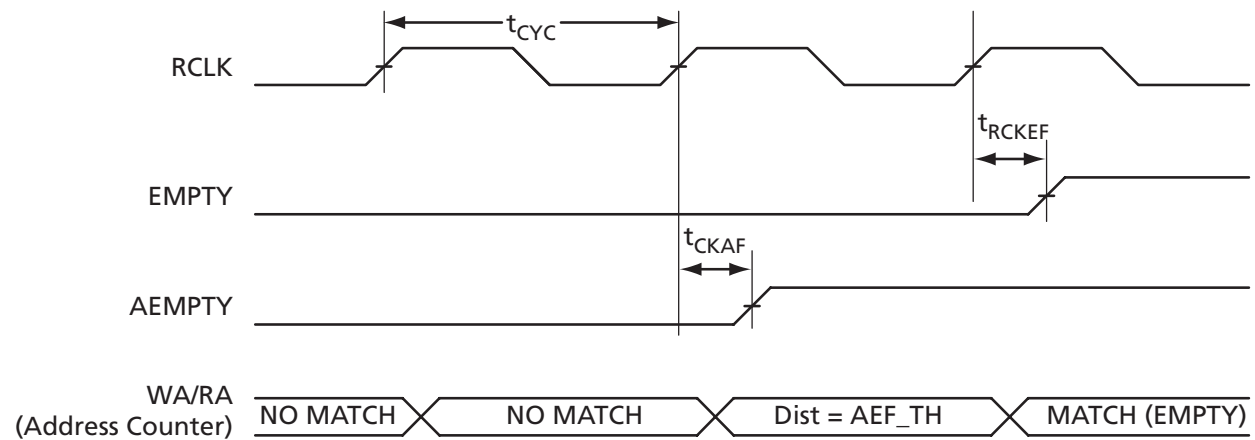 tCYC
RCLK
tRCKEF
EMPTY
tCKAF
AEMPTY
WA/RA
(Address Counter)
NO MATCH
NO MATCH
Dist = AEF_TH
MATCH (EMPTY)